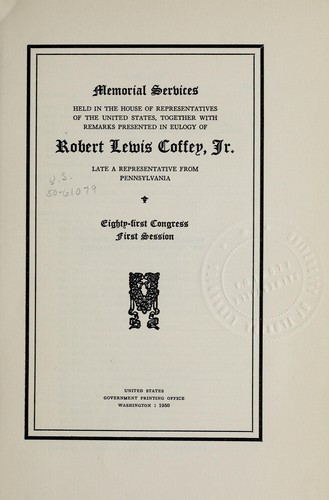 Memorial Services
HELD IN THE HOUSE OF REPRESENTATIVES
OF THE UNITED STATES, TOGETHER WITH
REMARKS PRESENTED IN EULOGY OF
Robert Lewis Coffey, Jr.
LATE A REPRESENTATIVE FROM
PENNSYLVANIA
U.S.
50-61079
Eighty-first Congress
First Session
UNITED STATES
GOVERNMENT PRINTING OFFICE
WASHINGTON : 1950